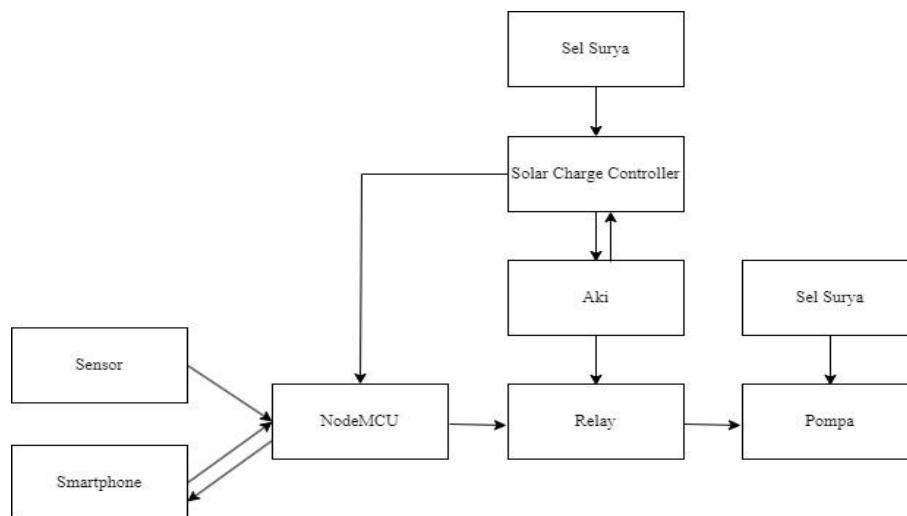 Sel Surya
Solar Charge Controller
Aki
Sel Surya
Sensor
NodeMCU
Relay
Pompa
Smartphone